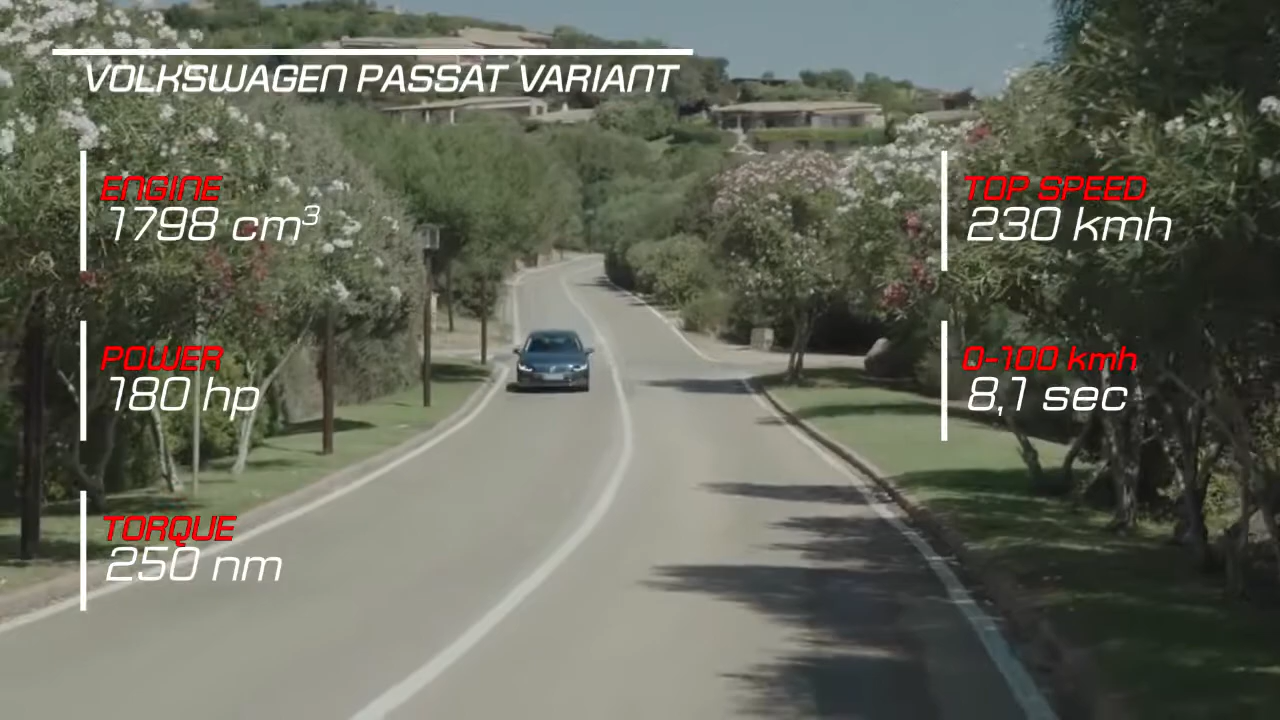 VOLKSWAGEN PASSAT VARIANT
ENGINE
1798 cm³
POWER
180 hp
TORQUE
250 nm
TOP SPEED
230 kmh
0-100 kmh
8,1 sec